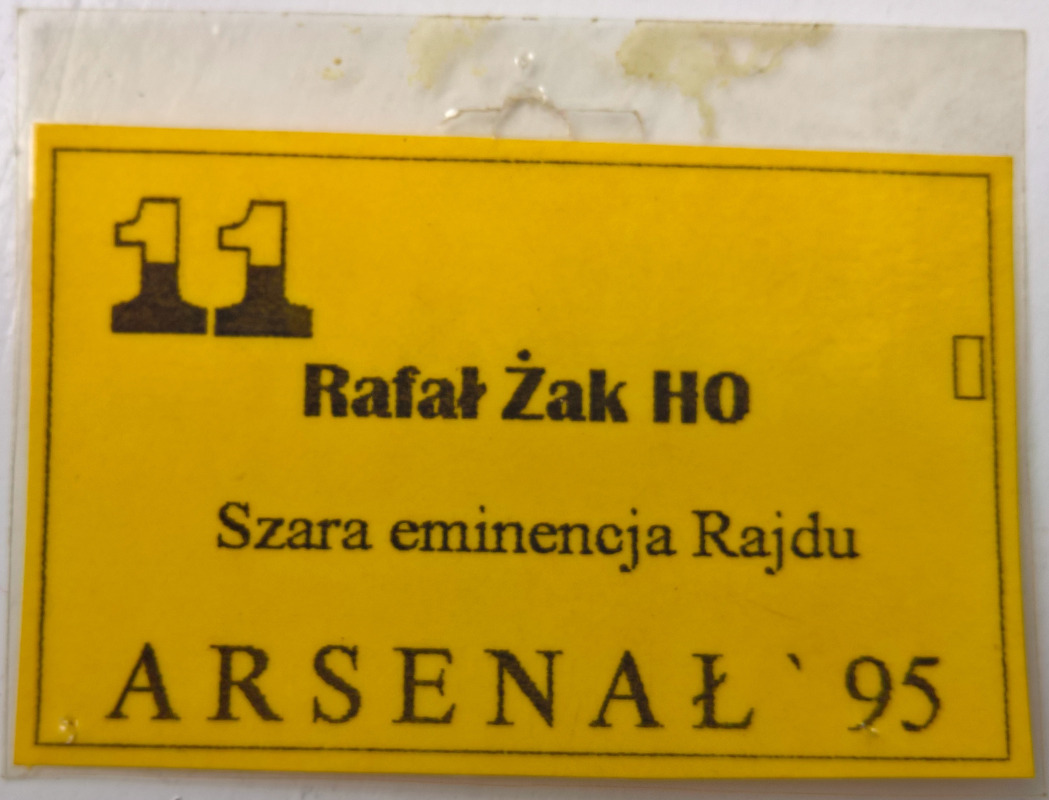 11
Rafał Żak HO
Szara eminencja Rajdu
ARSENAŁ `95